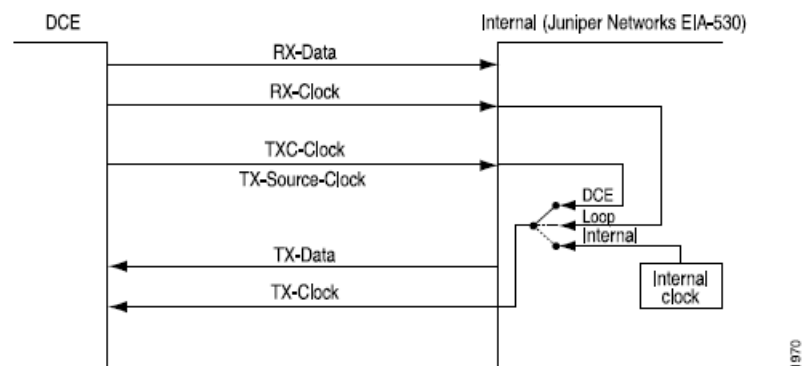 DCE
Internal (Juniper Networks EIA-530)
RX-Data
RX-Clock
TXC-Clock
TX-Source-Clock
DCE
Loop
Internal
TX-Data
TX-Clock
Internal
clock
1970